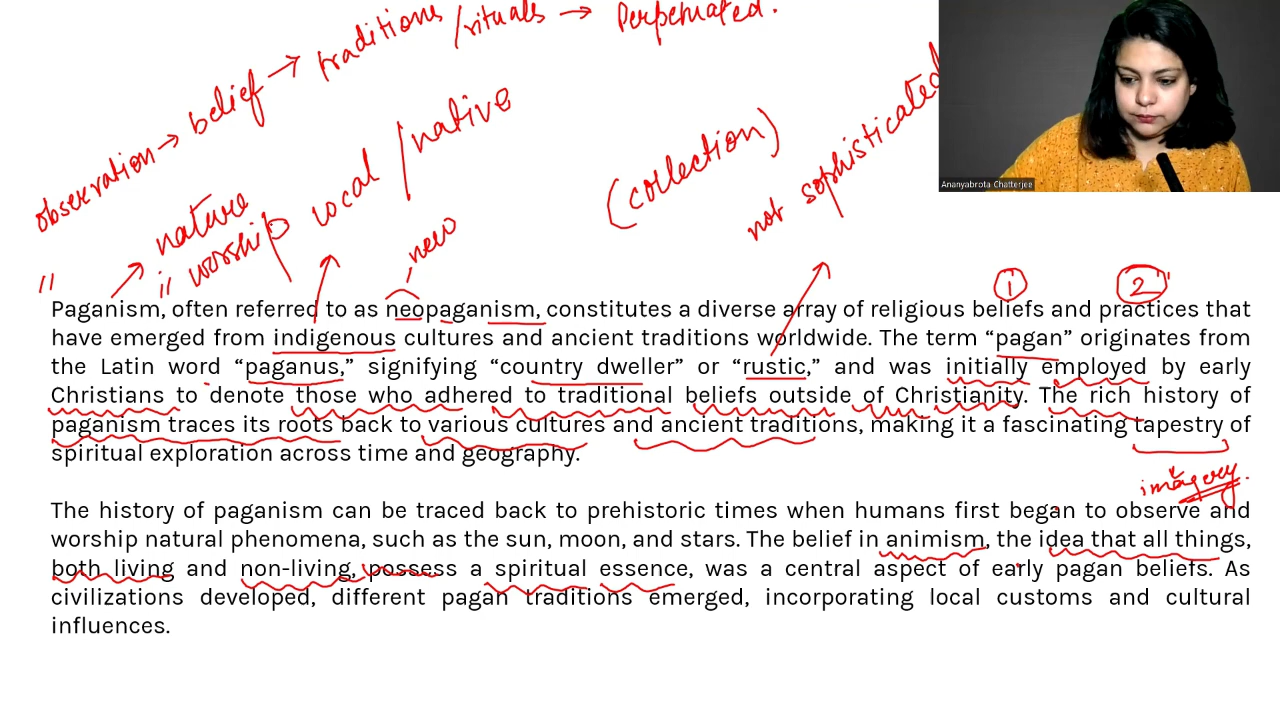 observation → belief → traditions /rituals → Perpetuated.
nature worship
local /native
new
(collection)
not sophisticated
Ananyabrota Chatterjee
1 2
Paganism, often referred to as neopaganism, constitutes a diverse array of religious beliefs and practices that
have emerged from indigenous cultures and ancient traditions worldwide. The term “pagan” originates from
the Latin word “paganus,” signifying “country dweller” or “rustic,” and was initially employed by early
Christians to denote those who adhered to traditional beliefs outside of Christianity. The rich history of
paganism traces its roots back to various cultures and ancient traditions, making it a fascinating tapestry of
spiritual exploration across time and geography.
imagery.
The history of paganism can be traced back to prehistoric times when humans first began to observe and
worship natural phenomena, such as the sun, moon, and stars. The belief in animism, the idea that all things,
both living and non-living, possess a spiritual essence, was a central aspect of early pagan beliefs. As
civilizations developed, different pagan traditions emerged, incorporating local customs and cultural
influences.